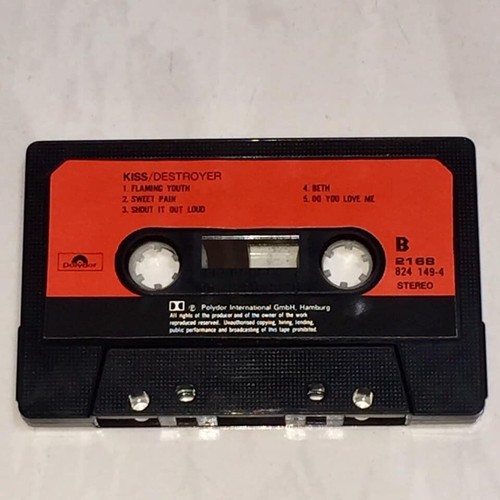 KISS/DESTROYER
1. FLAMING YOUTH
2. SWEET PAIN
3. SHOUT IT OUT LOUD
4. BETH
5. DO YOU LOVE ME
Polydor
B
2168
824 149-4
STEREO
℗ Polydor International GmbH, Hamburg
All rights of the producer and of the owner of the work
reproduced reserved. Unauthorised copying, hiring, lending,
public performance and broadcasting of this tape prohibited.